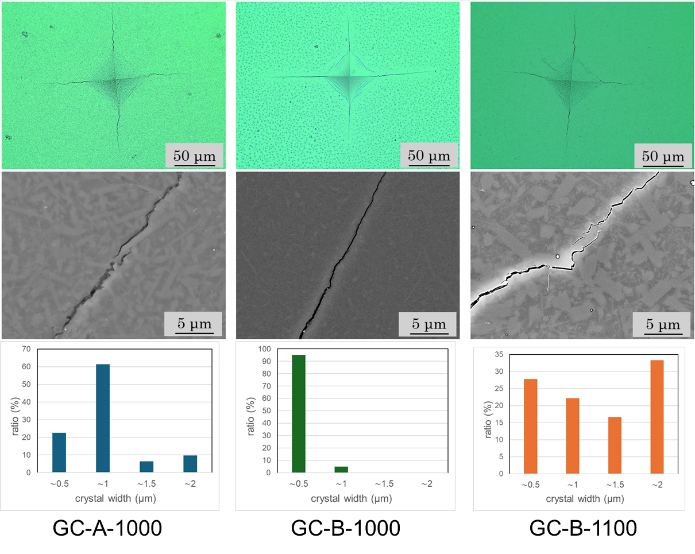 50 µm
50 µm
50 µm
5 µm
5 µm
5 µm
70
60
50
40
30
20
10
0
ratio (%)
~0.5 ~1 ~1.5 ~2
crystal width (µm)
100
90
80
70
60
50
40
30
20
10
0
ratio (%)
~0.5 ~1 ~1.5 ~2
crystal width (µm)
35
30
25
20
15
10
5
0
ratio (%)
~0.5 ~1 ~1.5 ~2
crystal width (µm)
GC-A-1000
GC-B-1000
GC-B-1100